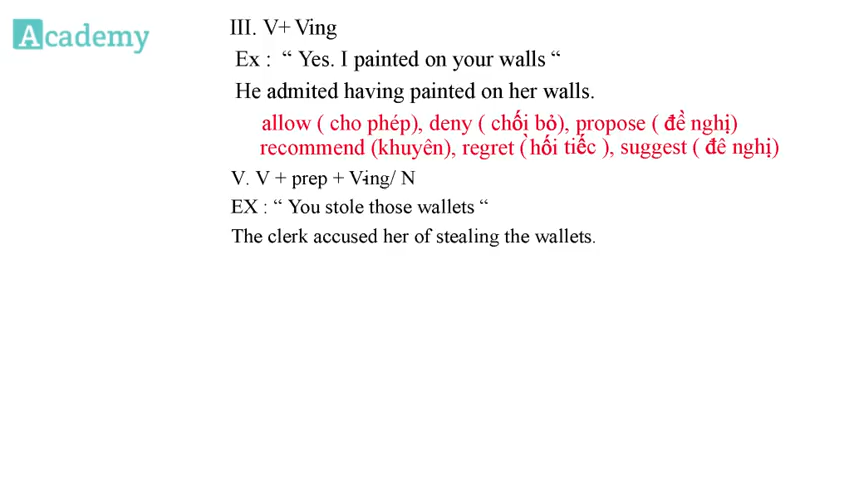 Academy
III. V+ Ving
Ex : “ Yes. I painted on your walls “
He admited having painted on her walls.
allow ( cho phép), deny ( chối bỏ), propose ( đề nghị)
recommend (khuyên), regret ( hối tiếc ), suggest ( đê nghị)
V. V + prep + Ving/ N
EX : “ You stole those wallets “
The clerk accused her of stealing the wallets.